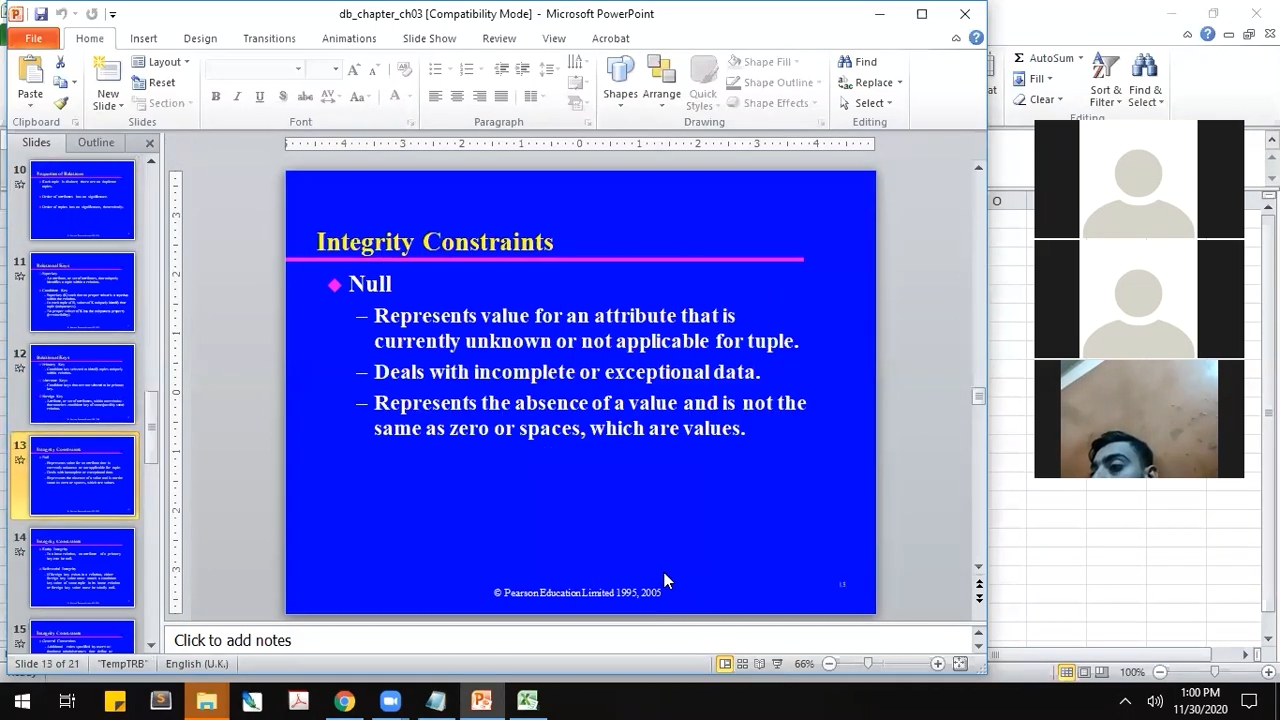 db_chapter_ch03 [Compatibility Mode] - Microsoft PowerPoint
File Home Insert Design Transitions Animations Slide Show Review View Acrobat
Paste
New Slide
Layout
Reset
Section
Shapes
Arrange
Quick Styles
Shape Fill
Shape Outline
Shape Effects
Find
Replace
Select
Clipboard Slides Font Paragraph Drawing Editing
AutoSum
Fill
Clear
Sort & Filter
Find & Select
Editing
Slides Outline
10
11
12
13
14
15
Integrity Constraints
Null
– Represents value for an attribute that is
currently unknown or not applicable for tuple.
– Deals with incomplete or exceptional data.
– Represents the absence of a value and is not the
same as zero or spaces, which are values.
© Pearson Education Limited 1995, 2005
13
O
Click to add notes
Slide 13 of 21 "TempTRB" English (U.K.) 66%
100%
1:00 PM
11/30/2020